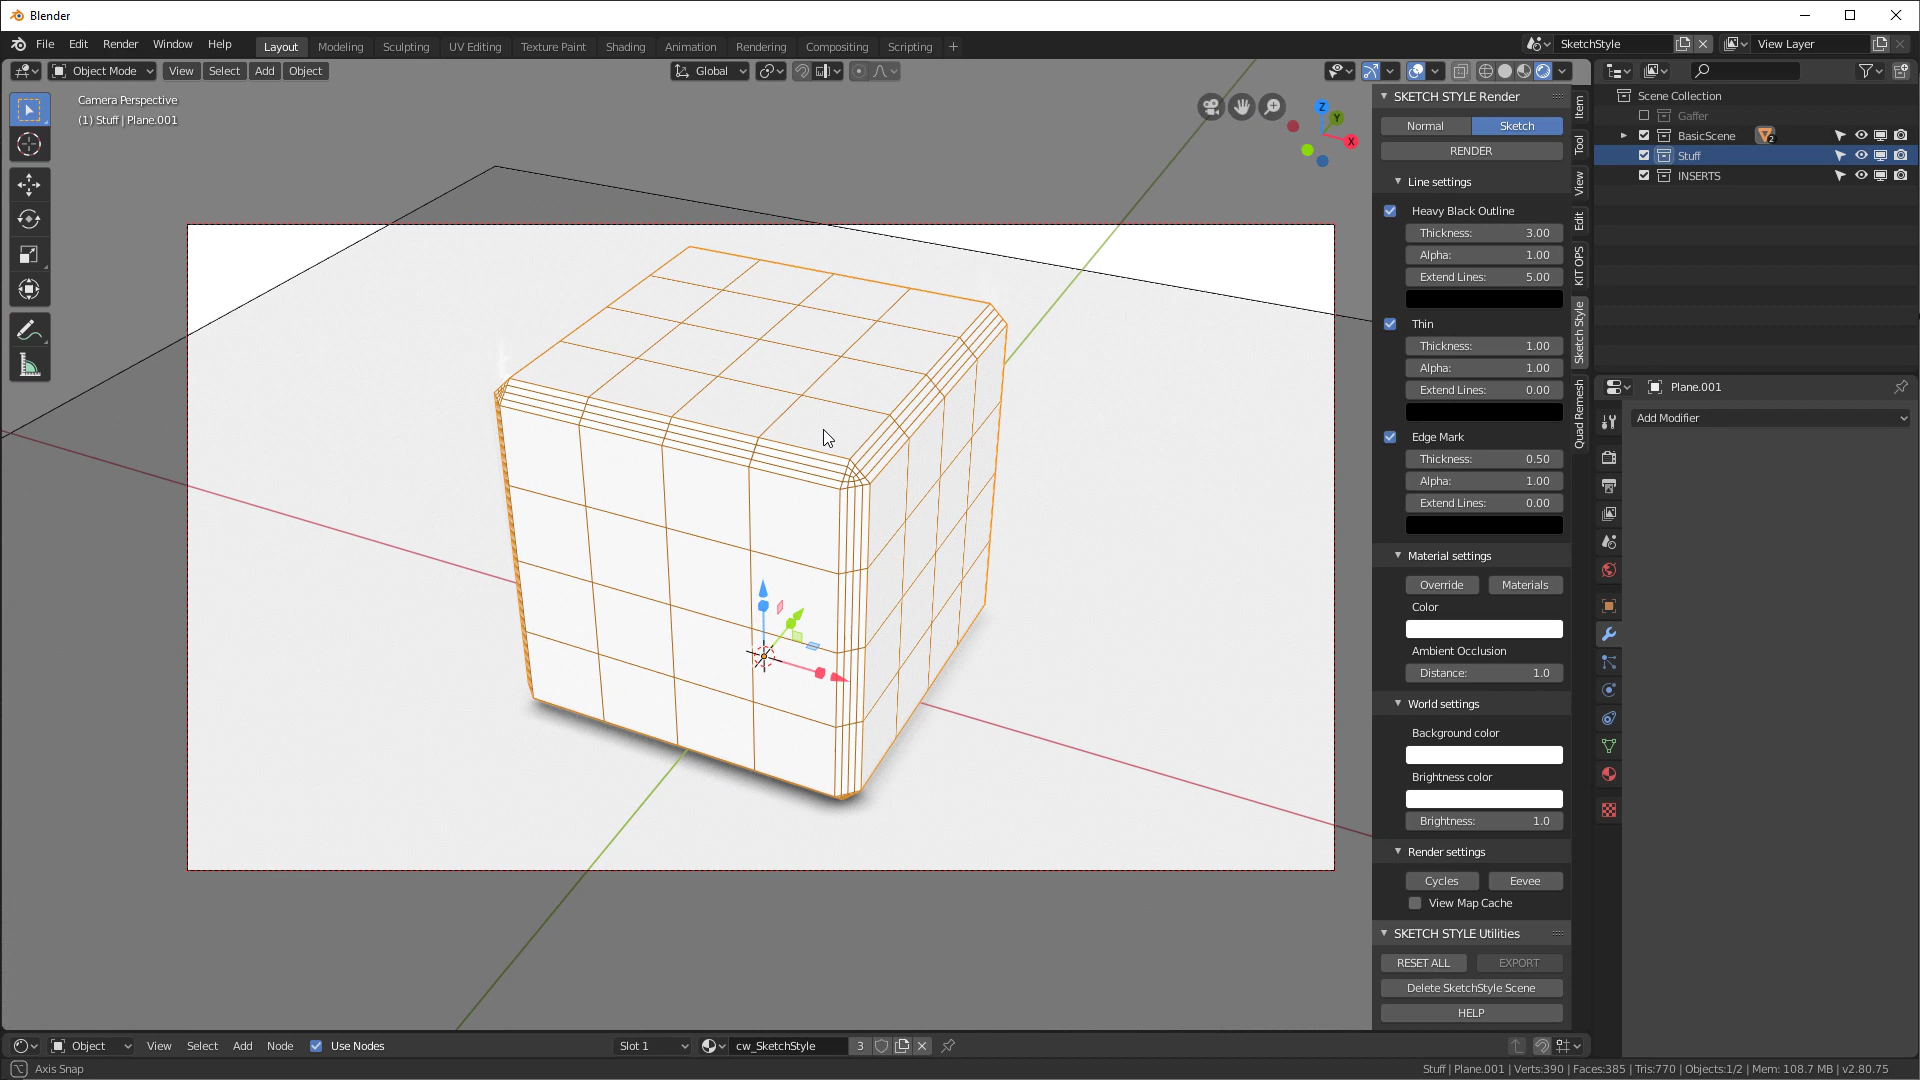 Blender
File Edit Render Window Help Layout Modeling Sculpting UV Editing Texture Paint Shading Animation Rendering Compositing Scripting + SketchStyle View Layer
Object Mode View Select Add Object Global
Camera Perspective
(1) Stuff | Plane.001
Z
Y
X
SKETCH STYLE Render
Normal Sketch
RENDER
Line settings
Heavy Black Outline
Thickness: 3.00
Alpha: 1.00
Extend Lines: 5.00
Thin
Thickness: 1.00
Alpha: 1.00
Extend Lines: 0.00
Edge Mark
Thickness: 0.50
Alpha: 1.00
Extend Lines: 0.00
Material settings
Override Materials
Color
Ambient Occlusion
Distance: 1.0
World settings
Background color
Brightness color
Brightness: 1.0
Render settings
Cycles Eevee
View Map Cache
SKETCH STYLE Utilities
RESET ALL EXPORT
Delete SketchStyle Scene
HELP
Item
Tool
View
Edit
KIT OPS
Sketch Style
Quad Remesh
Scene Collection
Gaffer
BasicScene 2
Stuff
INSERTS
Plane.001
Add Modifier
Object View Select Add Node Use Nodes Slot 1 cw_SketchStyle 3
Axis Snap
Stuff | Plane.001 | Verts:390 | Faces:385 | Tris:770 | Objects:1/2 | Mem: 108.7 MB | v2.80.75